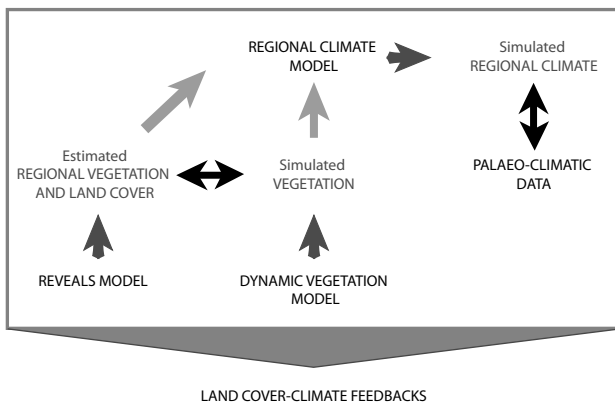 REGIONAL CLIMATE
MODEL
Simulated
REGIONAL CLIMATE
Estimated
REGIONAL VEGETATION
AND LAND COVER
Simulated
VEGETATION
PALAEO-CLIMATIC
DATA
REVEALS MODEL
DYNAMIC VEGETATION
MODEL
LAND COVER-CLIMATE FEEDBACKS